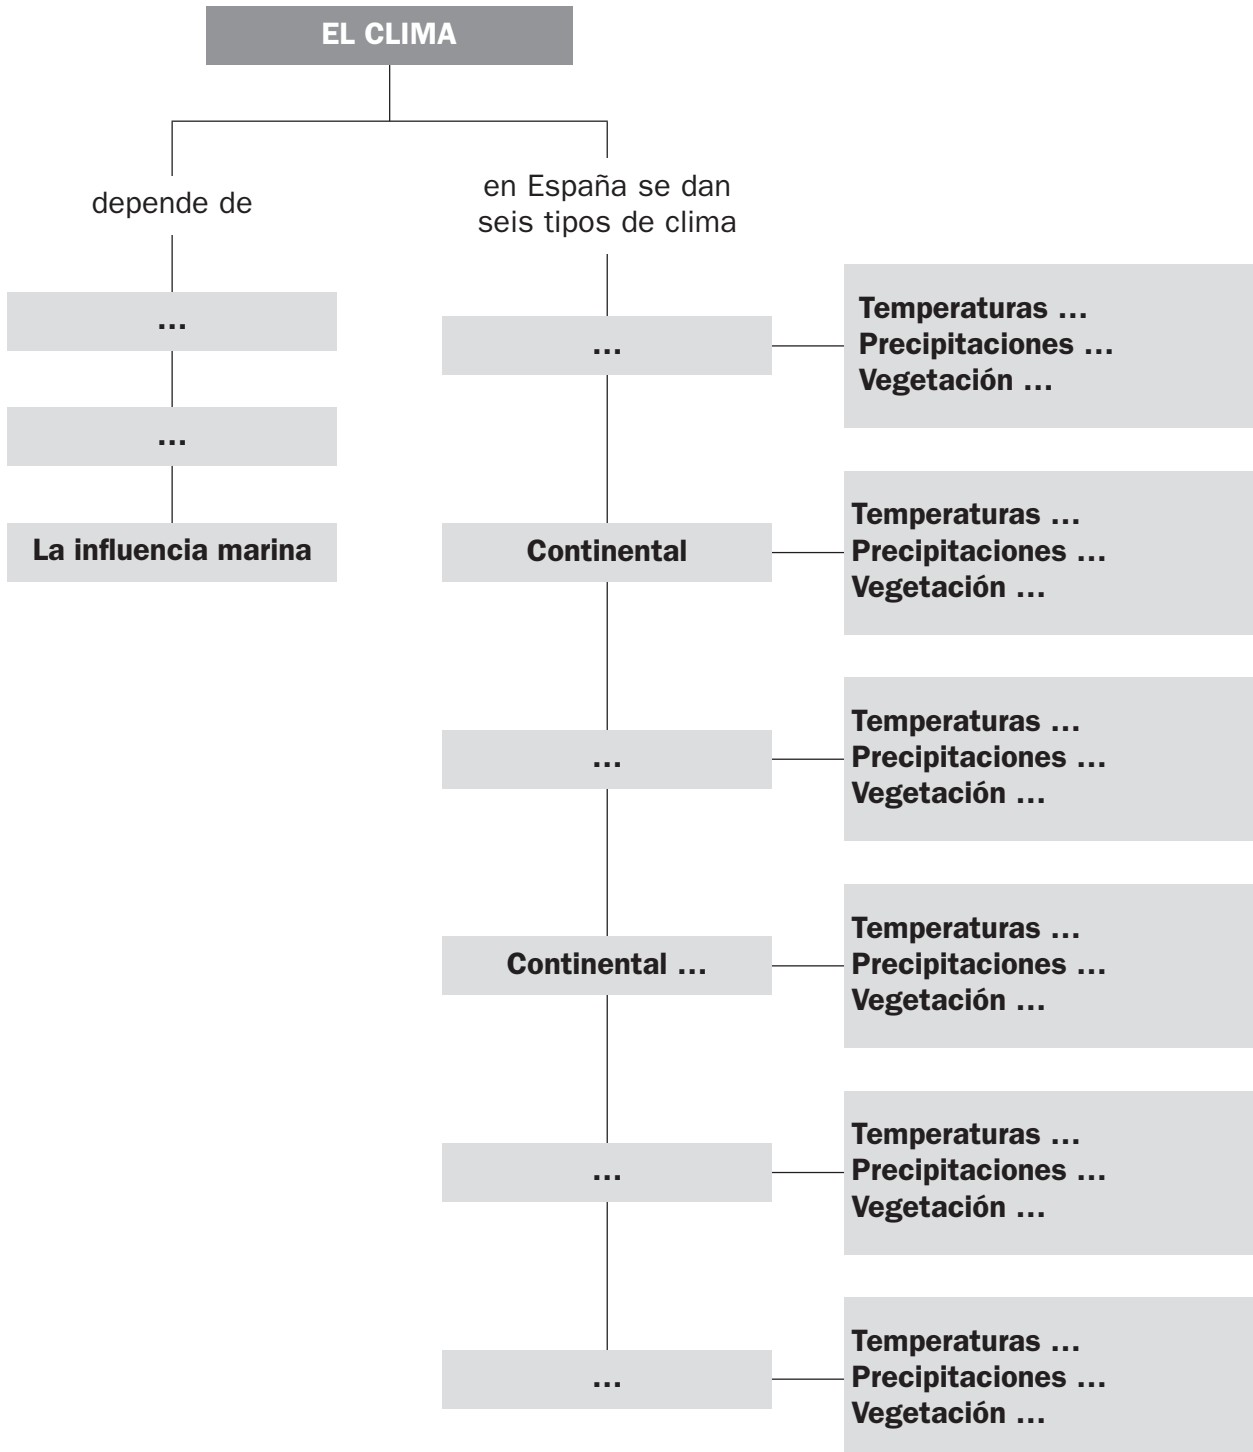 EL CLIMA
depende de
...
...
La influencia marina
en España se dan
seis tipos de clima
...
Temperaturas ...
Precipitaciones ...
Vegetación ...
Continental
Temperaturas ...
Precipitaciones ...
Vegetación ...
...
Temperaturas ...
Precipitaciones ...
Vegetación ...
Continental ...
Temperaturas ...
Precipitaciones ...
Vegetación ...
...
Temperaturas ...
Precipitaciones ...
Vegetación ...
...
Temperaturas ...
Precipitaciones ...
Vegetación ...